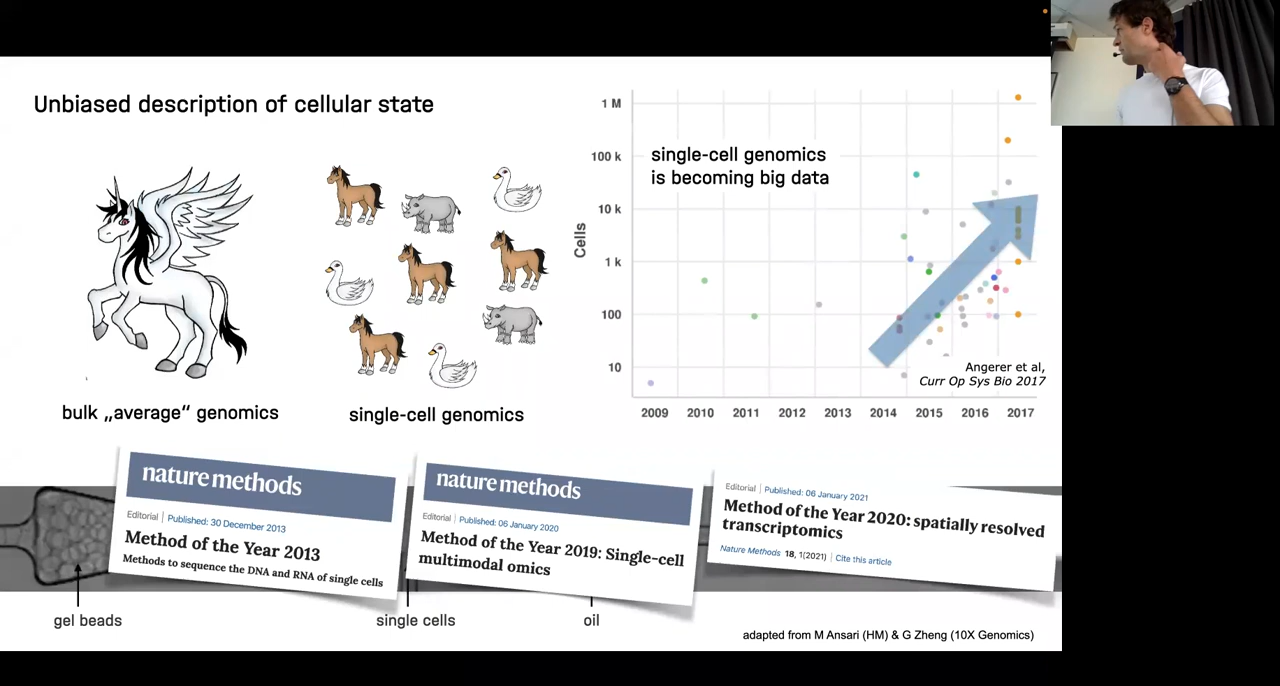 Unbiased description of cellular state
bulk „average“ genomics
single-cell genomics
single-cell genomics
is becoming big data
Cells
1 M
100 k
10 k
1 k
100
10
2009 2010 2011 2012 2013 2014 2015 2016 2017
Angerer et al,
Curr Op Sys Bio 2017
nature methods
Editorial | Published: 30 December 2013
Method of the Year 2013
Methods to sequence the DNA and RNA of single cells
nature methods
Editorial | Published: 06 January 2020
Method of the Year 2019: Single-cell
multimodal omics
Editorial | Published: 06 January 2021
Method of the Year 2020: spatially resolved
transcriptomics
Nature Methods 18, 1(2021) | Cite this article
gel beads
single cells
oil
adapted from M Ansari (HM) & G Zheng (10X Genomics)